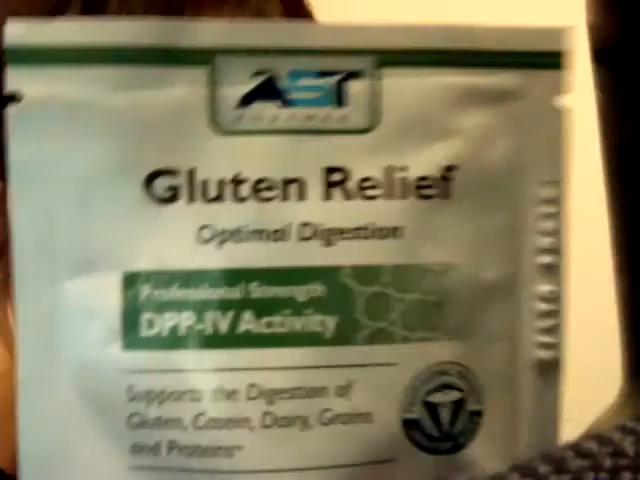 AST
Gluten Relief
Optimal Digestion
Professional Strength
DPP-IV Activity
Supports the Digestion of
Gluten, Casein, Dairy, Grains
and Proteins